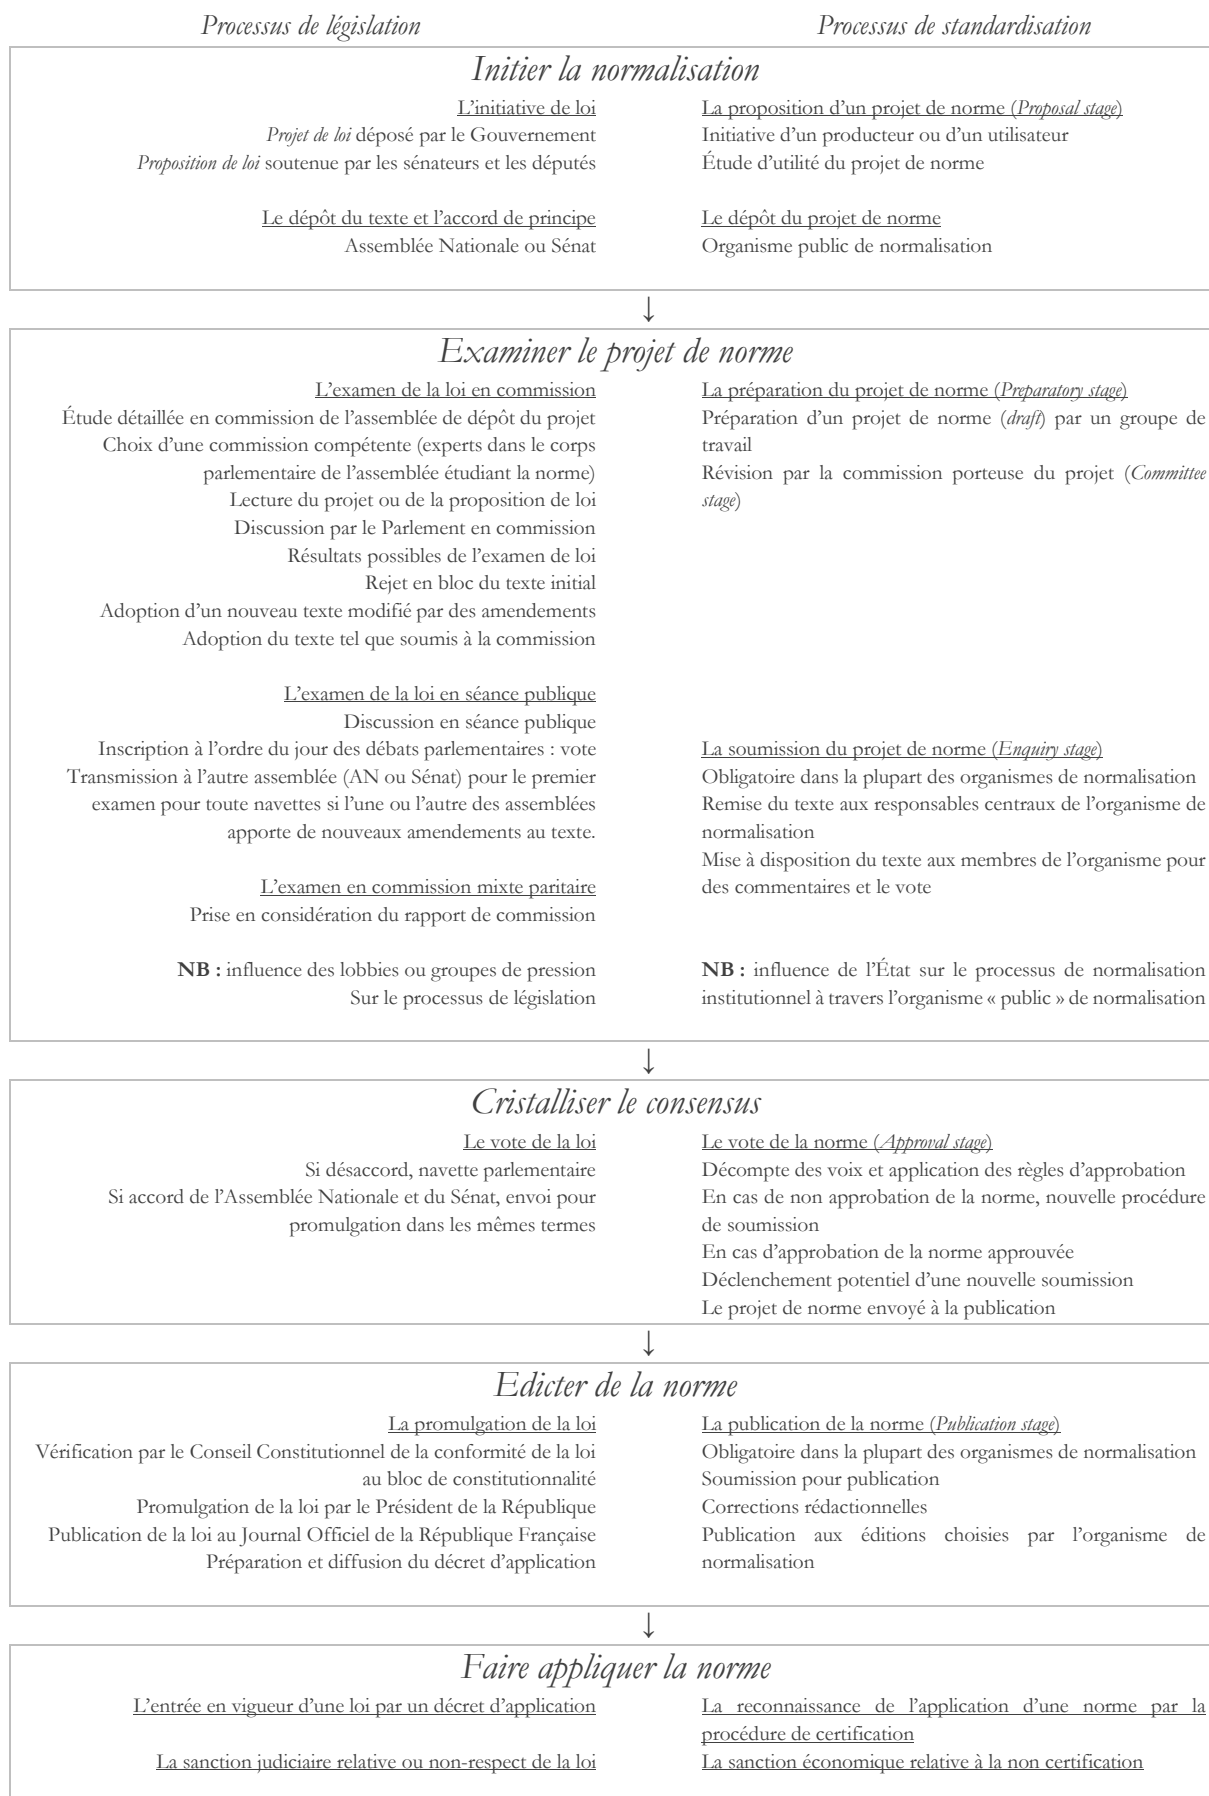 Processus de législation
Processus de standardisation
Initier la normalisation
L'initiative de loi
Projet de loi déposé par le Gouvernement
Proposition de loi soutenue par les sénateurs et les députés
Le dépôt du texte et l'accord de principe
Assemblée Nationale ou Sénat
La proposition d'un projet de norme (Proposal stage)
Initiative d'un producteur ou d'un utilisateur
Étude d'utilité du projet de norme
Le dépôt du projet de norme
Organisme public de normalisation
↓
Examiner le projet de norme
L'examen de la loi en commission
Étude détaillée en commission de l'assemblée de dépôt du projet
Choix d'une commission compétente (experts dans le corps
parlementaire de l'assemblée étudiant la norme)
Lecture du projet ou de la proposition de loi
Discussion par le Parlement en commission
Résultats possibles de l'examen de loi
Rejet en bloc du texte initial
Adoption d'un nouveau texte modifié par des amendements
Adoption du texte tel que soumis à la commission
L'examen de la loi en séance publique
Discussion en séance publique
Inscription à l'ordre du jour des débats parlementaires : vote
Transmission à l'autre assemblée (AN ou Sénat) pour le premier
examen pour toute navettes si l'une ou l'autre des assemblées
apporte de nouveaux amendements au texte.
L'examen en commission mixte paritaire
Prise en considération du rapport de commission
NB : influence des lobbies ou groupes de pression
Sur le processus de législation
La préparation du projet de norme (Preparatory stage)
Préparation d'un projet de norme (draft) par un groupe de
travail
Révision par la commission porteuse du projet (Committee
stage)
La soumission du projet de norme (Enquiry stage)
Obligatoire dans la plupart des organismes de normalisation
Remise du texte aux responsables centraux de l'organisme de
normalisation
Mise à disposition du texte aux membres de l'organisme pour
des commentaires et le vote
NB : influence de l'État sur le processus de normalisation
institutionnel à travers l'organisme « public » de normalisation
↓
Cristalliser le consensus
Le vote de la loi
Si désaccord, navette parlementaire
Si accord de l'Assemblée Nationale et du Sénat, envoi pour
promulgation dans les mêmes termes
Le vote de la norme (Approval stage)
Décompte des voix et application des règles d'approbation
En cas de non approbation de la norme, nouvelle procédure
de soumission
En cas d'approbation de la norme approuvée
Déclenchement potentiel d'une nouvelle soumission
Le projet de norme envoyé à la publication
↓
Edicter de la norme
La promulgation de la loi
Vérification par le Conseil Constitutionnel de la conformité de la loi
au bloc de constitutionnalité
Promulgation de la loi par le Président de la République
Publication de la loi au Journal Officiel de la République Française
Préparation et diffusion du décret d'application
La publication de la norme (Publication stage)
Obligatoire dans la plupart des organismes de normalisation
Soumission pour publication
Corrections rédactionnelles
Publication aux éditions choisies par l'organisme de
normalisation
↓
Faire appliquer la norme
L'entrée en vigueur d'une loi par un décret d'application
La sanction judiciaire relative ou non-respect de la loi
La reconnaissance de l'application d'une norme par la
procédure de certification
La sanction économique relative à la non certification